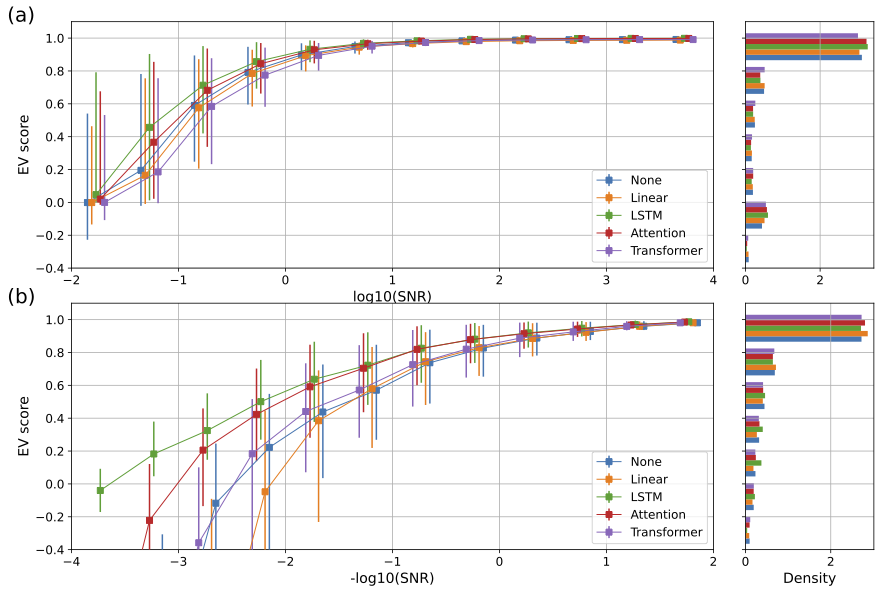 (a)
1.0
0.8
0.6
0.4
0.2
0.0
−0.2
−0.4
EV score
−2
−1
0
1
2
3
4
log10(SNR)
None
Linear
LSTM
Attention
Transformer
0
2
(b)
1.0
0.8
0.6
0.4
0.2
0.0
−0.2
−0.4
EV score
−4
−3
−2
−1
0
1
2
-log10(SNR)
None
Linear
LSTM
Attention
Transformer
0
2
Density